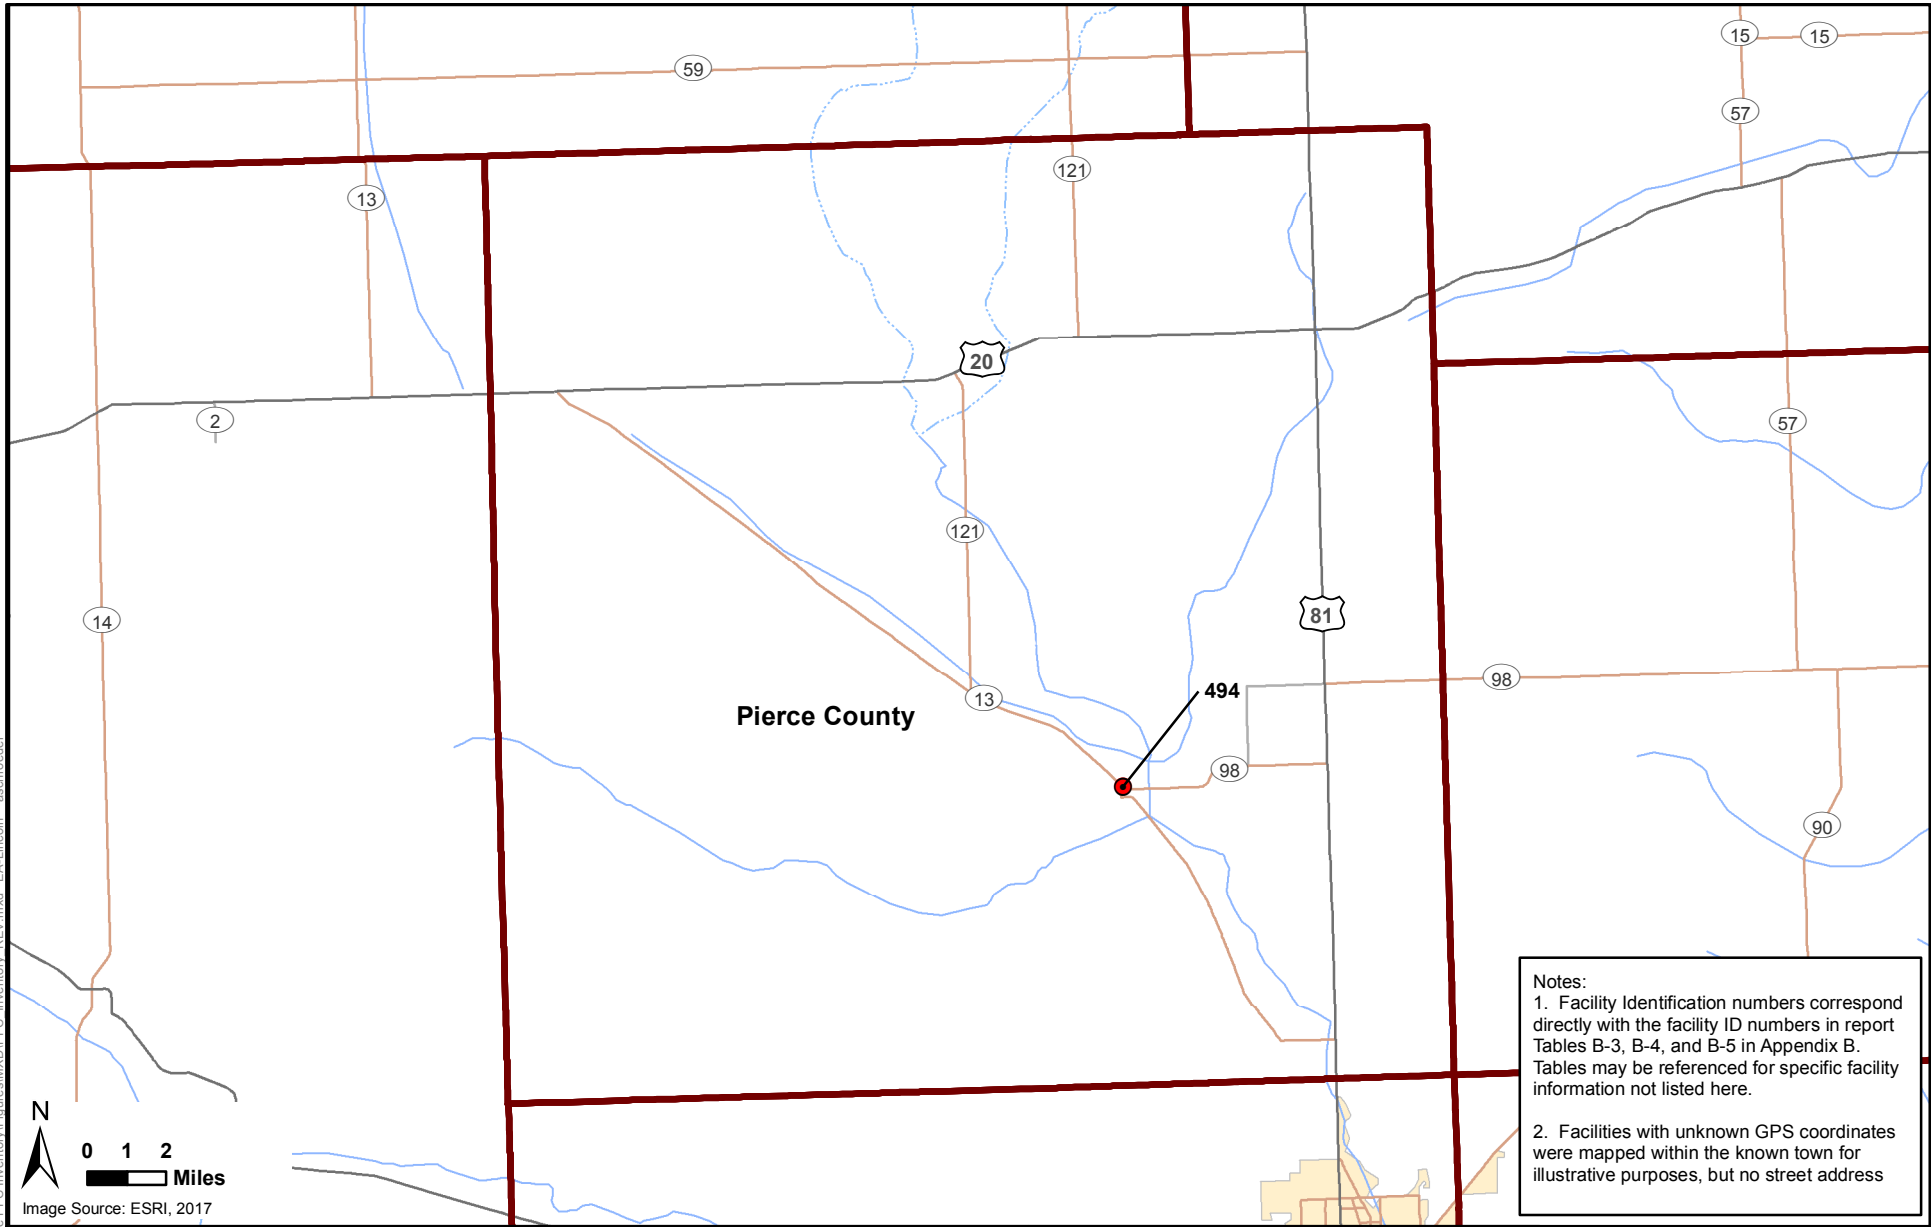 15
15
59
57
121
13
20
2
57
121
14
81
98
494
13
Pierce County
98
90
Notes:
1. Facility Identification numbers correspond
directly with the facility ID numbers in report
Tables B-3, B-4, and B-5 in Appendix B.
Tables may be referenced for specific facility
information not listed here.
2. Facilities with unknown GPS coordinates
were mapped within the known town for
illustrative purposes, but no street address
N
0 1 2
Miles
Image Source: ESRI, 2017